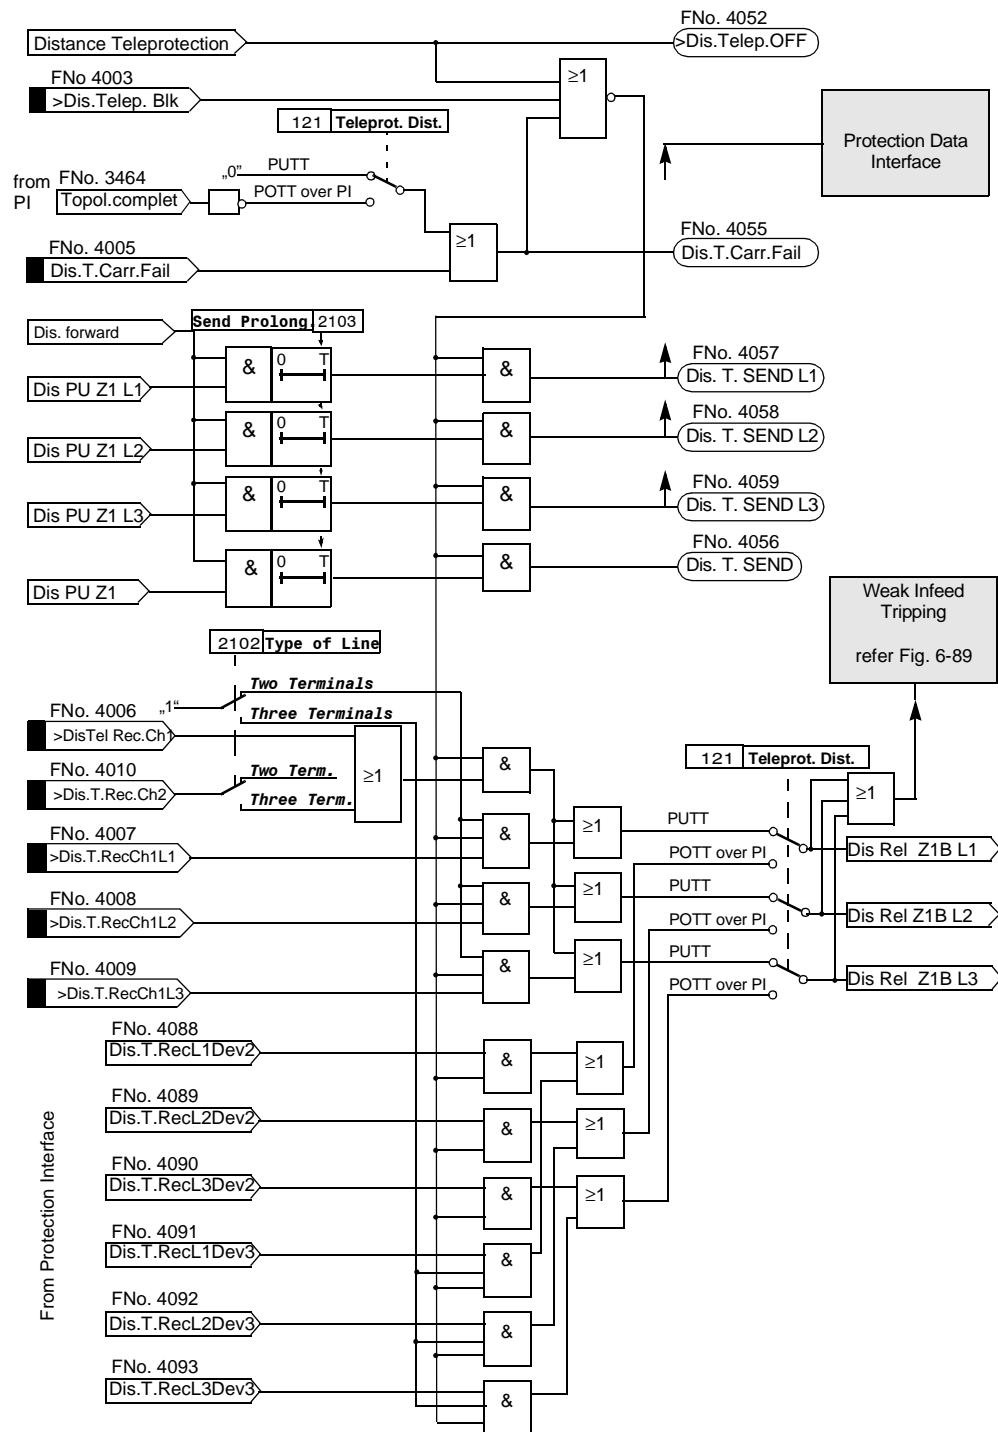 FNo. 4052
Distance Teleprotection
>Dis.Telep.OFF
FNo 4003
>Dis.Telep. Blk
≥1
121 Teleprot. Dist.
Protection Data
Interface
„0” PUTT
from
PI
FNo. 3464
Topol.complet
POTT over PI
FNo. 4005
Dis.T.Carr.Fail
≥1
FNo. 4055
Dis.T.Carr.Fail
Send Prolong. 2103
Dis. forward
& 0 T
&
FNo. 4057
Dis PU Z1 L1
Dis. T. SEND L1
& 0 T
&
FNo. 4058
Dis PU Z1 L2
Dis. T. SEND L2
& 0 T
&
FNo. 4059
Dis PU Z1 L3
Dis. T. SEND L3
& 0 T
&
FNo. 4056
Dis PU Z1
Dis. T. SEND
Weak Infeed
Tripping
refer Fig. 6-89
2102 Type of Line
Two Terminals
„1“
Three Terminals
FNo. 4006
>DisTel Rec.Ch1
FNo. 4010
>Dis.T.Rec.Ch2
Two Term.
Three Term.
≥1
&
121 Teleprot. Dist.
≥1
FNo. 4007
>Dis.T.RecCh1L1
&
≥1
PUTT
POTT over PI
Dis Rel Z1B L1
FNo. 4008
>Dis.T.RecCh1L2
&
≥1
PUTT
POTT over PI
Dis Rel Z1B L2
FNo. 4009
>Dis.T.RecCh1L3
&
≥1
PUTT
POTT over PI
Dis Rel Z1B L3
From Protection Interface
FNo. 4088
Dis.T.RecL1Dev2
&
≥1
FNo. 4089
Dis.T.RecL2Dev2
&
≥1
FNo. 4090
Dis.T.RecL3Dev2
&
≥1
FNo. 4091
Dis.T.RecL1Dev3
&
FNo. 4092
Dis.T.RecL2Dev3
&
FNo. 4093
Dis.T.RecL3Dev3
&